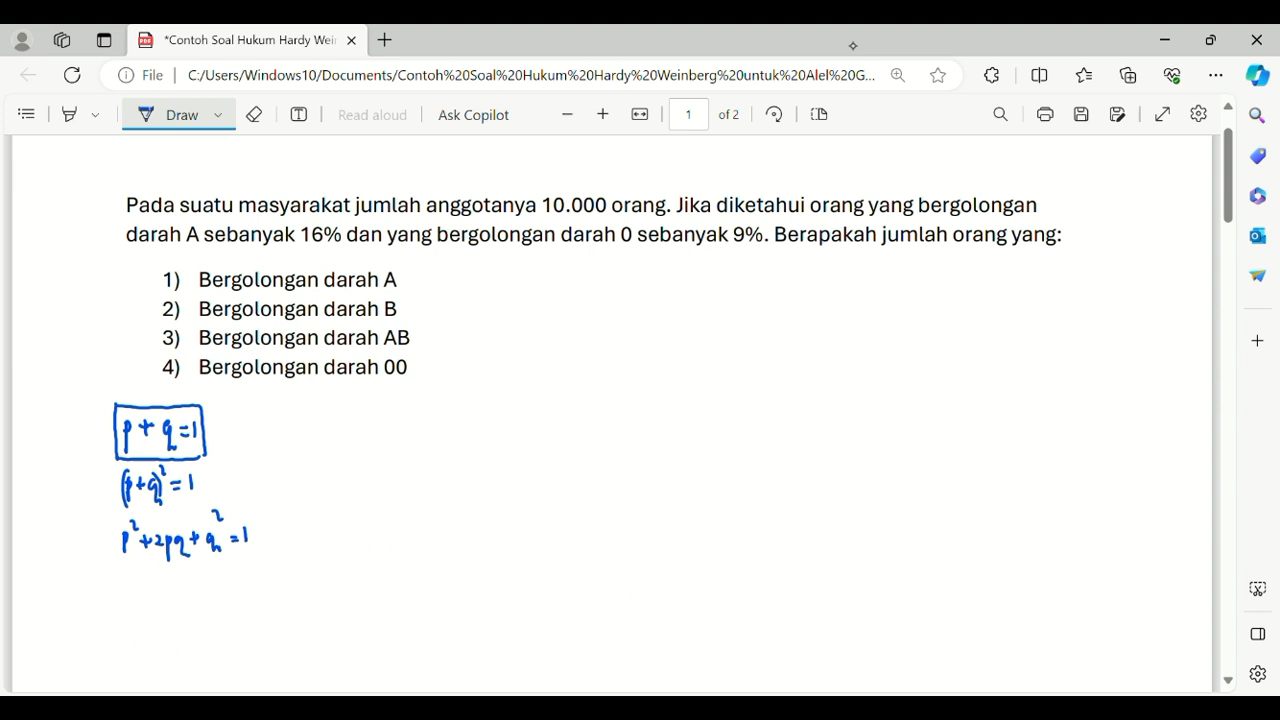 *Contoh Soal Hukum Hardy Wei
File
C:/Users/Windows10/Documents/Contoh%20Soal%20Hukum%20Hardy%20Weinberg%20untuk%20Alel%20G...
Draw
Read aloud
Ask Copilot
1
of 2
Pada suatu masyarakat jumlah anggotanya 10.000 orang. Jika diketahui orang yang bergolongan
darah A sebanyak 16% dan yang bergolongan darah 0 sebanyak 9%. Berapakah jumlah orang yang:
1) Bergolongan darah A
2) Bergolongan darah B
3) Bergolongan darah AB
4) Bergolongan darah 00
p + q = 1
(p+q)² = 1
p² + 2pq + q² = 1